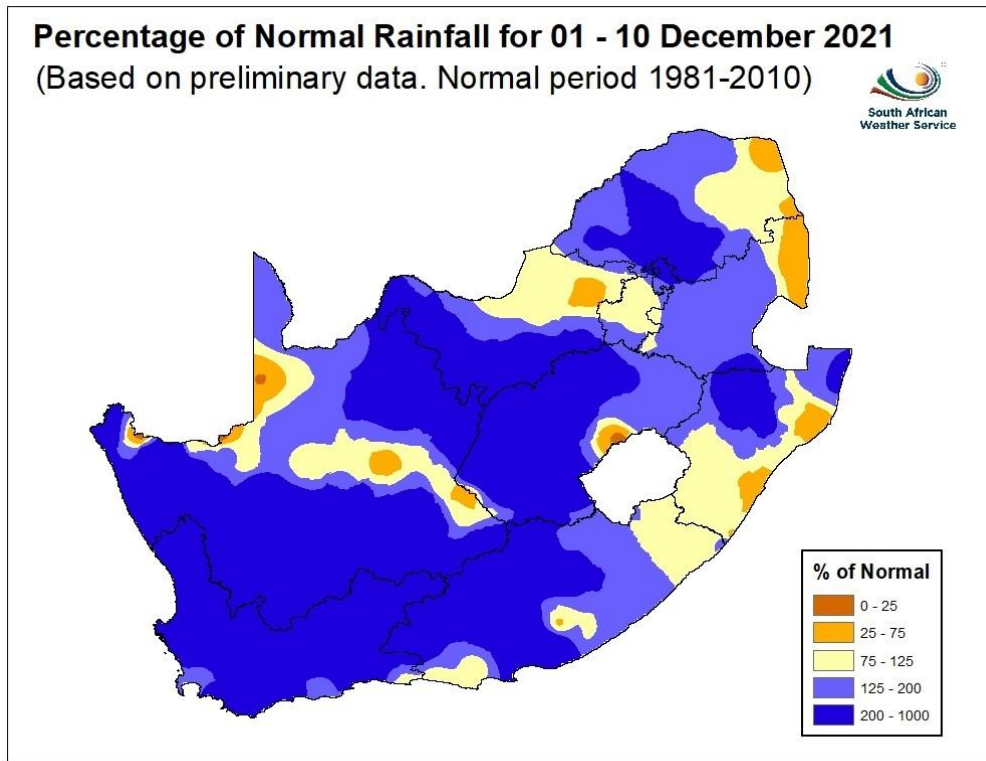 Percentage of Normal Rainfall for 01 - 10 December 2021
(Based on preliminary data. Normal period 1981-2010)
South African
Weather Service
% of Normal
0 - 25
25 - 75
75 - 125
125 - 200
200 - 1000